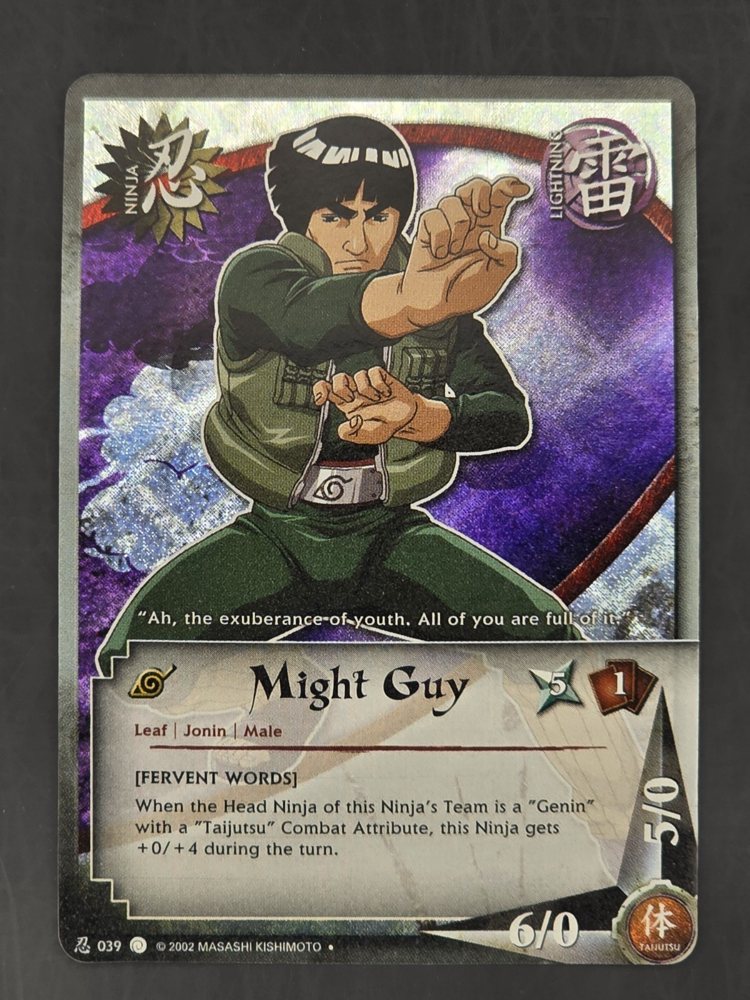 忍
NINJA
雷
LIGHTNING
"Ah, the exuberance of youth. All of you are full of it."
Might Guy
5
1
Leaf | Jonin | Male
[FERVENT WORDS]
When the Head Ninja of this Ninja's Team is a "Genin"
with a "Taijutsu" Combat Attribute, this Ninja gets
+0/+4 during the turn.
5/0
6/0
体
TAIJUTSU
忍 039 © 2002 MASASHI KISHIMOTO •